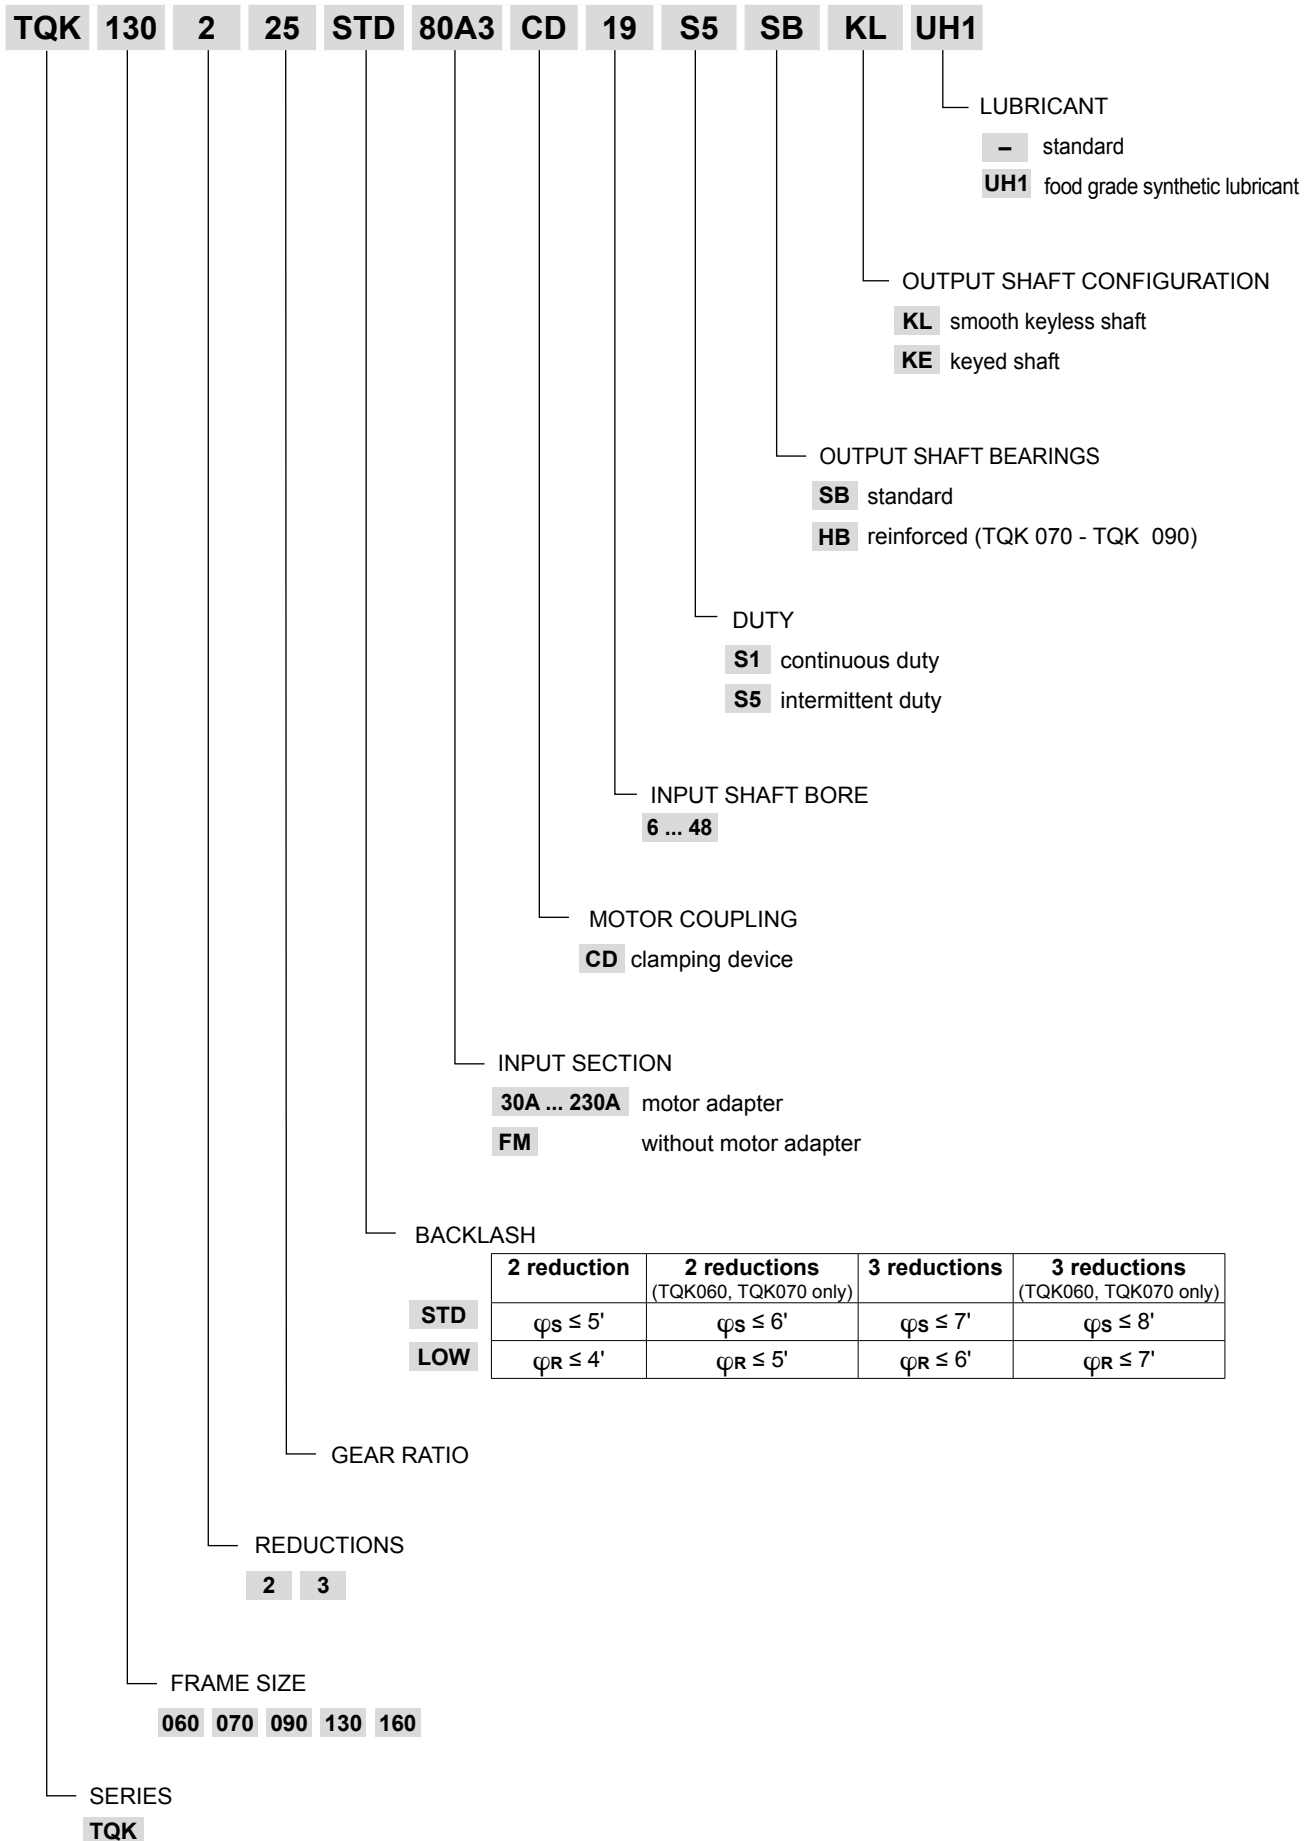 TQK 130 2 25 STD 80A3 CD 19 S5 SB KL UH1
LUBRICANT
– standard
UH1 food grade synthetic lubricant
OUTPUT SHAFT CONFIGURATION
KL smooth keyless shaft
KE keyed shaft
OUTPUT SHAFT BEARINGS
SB standard
HB reinforced (TQK 070 - TQK 090)
DUTY
S1 continuous duty
S5 intermittent duty
INPUT SHAFT BORE
6 ... 48
MOTOR COUPLING
CD clamping device
INPUT SECTION
30A ... 230A motor adapter
FM without motor adapter
BACKLASH
2 reduction 2 reductions 3 reductions 3 reductions
(TQK060, TQK070 only) (TQK060, TQK070 only)
STD φS ≤ 5' φS ≤ 6' φS ≤ 7' φS ≤ 8'
LOW φR ≤ 4' φR ≤ 5' φR ≤ 6' φR ≤ 7'
GEAR RATIO
REDUCTIONS
2 3
FRAME SIZE
060 070 090 130 160
SERIES
TQK